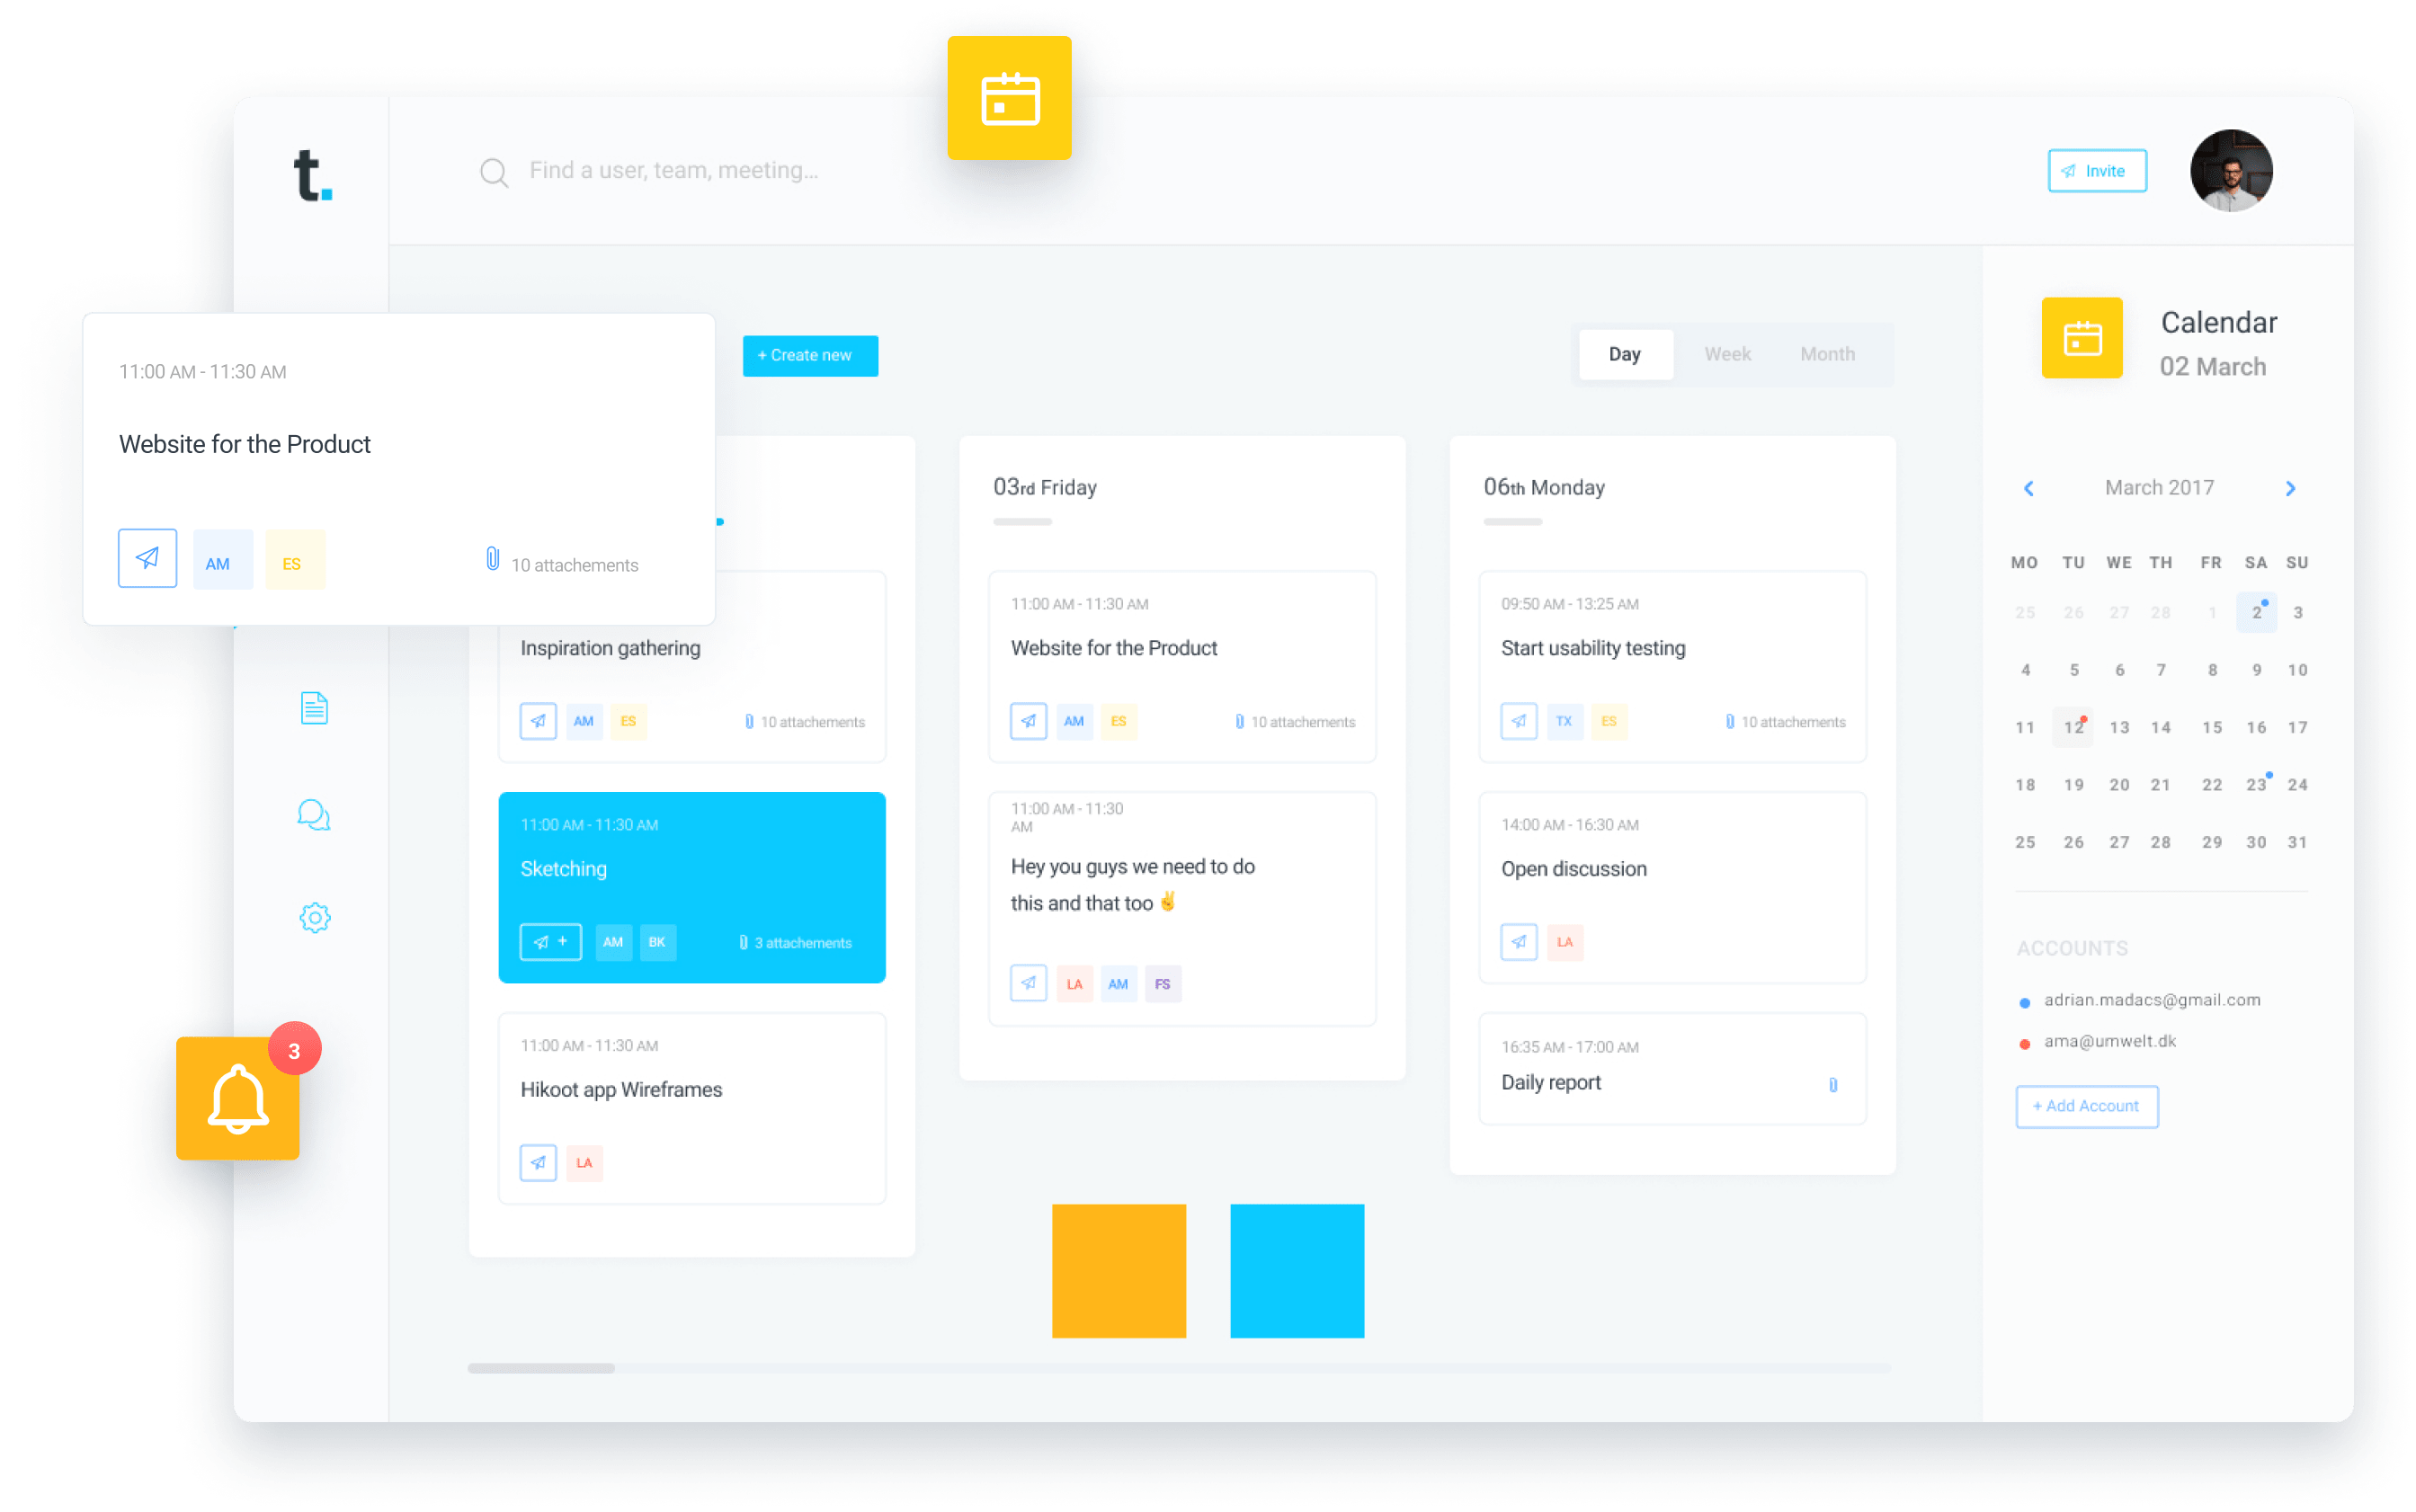 t.
Find a user, team, meeting...
Invite
11:00 AM - 11:30 AM
Website for the Product
AM
ES
10 attachements
+ Create new
Day
Week
Month
Inspiration gathering
AM
ES
10 attachements
11:00 AM - 11:30 AM
Sketching
+
AM
BK
3 attachements
11:00 AM - 11:30 AM
Hikoot app Wireframes
LA
03rd Friday
11:00 AM - 11:30 AM
Website for the Product
AM
ES
10 attachements
11:00 AM - 11:30
AM
Hey you guys we need to do
this and that too ✌
LA
AM
FS
06th Monday
09:50 AM - 13:25 AM
Start usability testing
TX
ES
10 attachements
14:00 AM - 16:30 AM
Open discussion
LA
16:35 AM - 17:00 AM
Daily report
3
Calendar
02 March
March 2017
MO TU WE TH FR SA SU
25 26 27 28 1 2 3
4 5 6 7 8 9 10
11 12 13 14 15 16 17
18 19 20 21 22 23 24
25 26 27 28 29 30 31
ACCOUNTS
adrian.madacs@gmail.com
ama@umwelt.dk
+ Add Account